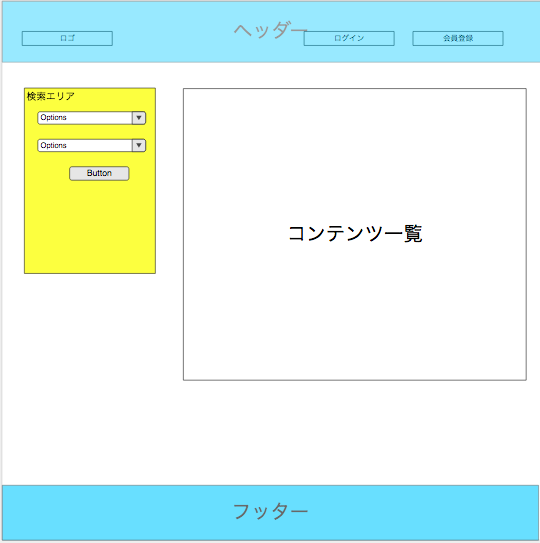 ヘッダー
ロゴ
ログイン
会員登録
検索エリア
Options
Options
Button
コンテンツ一覧
フッター